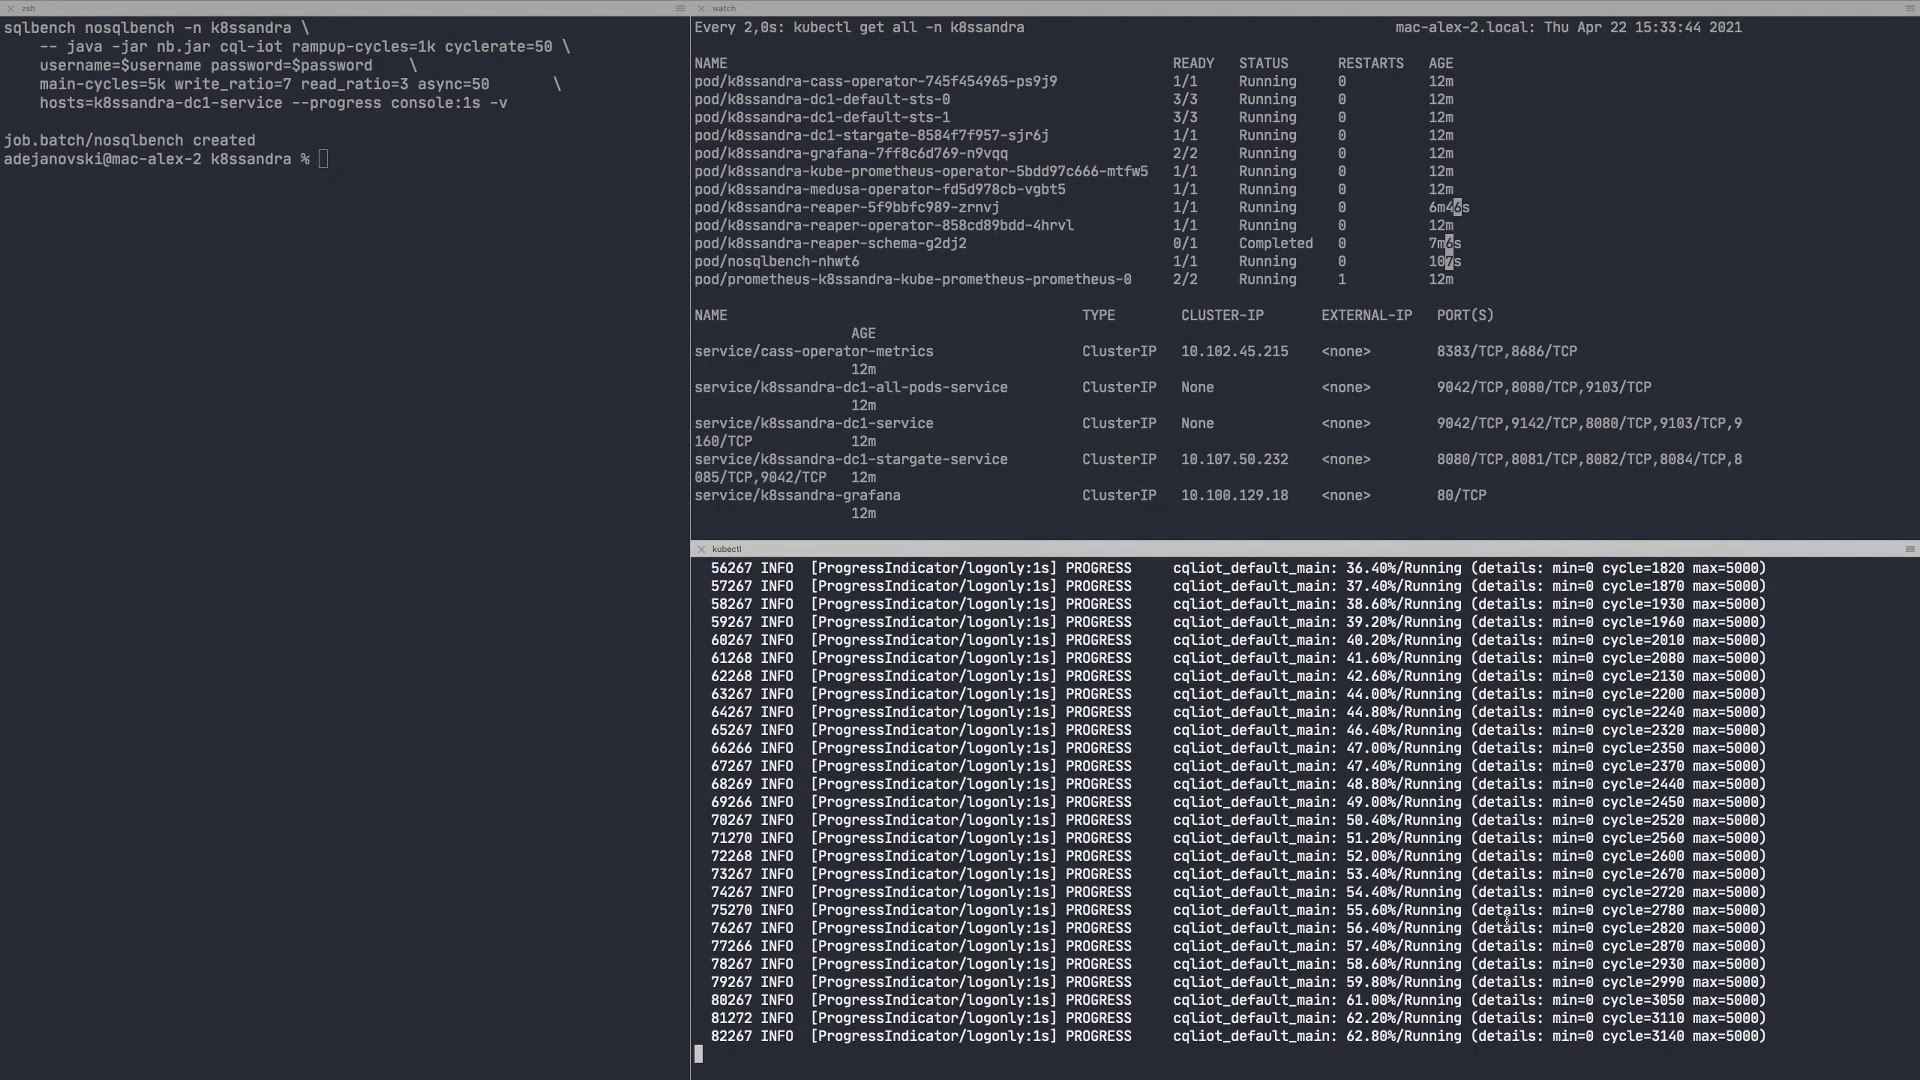 zsh
sqlbench nosqlbench -n k8ssandra \
-- java -jar nb.jar cql-iot rampup-cycles=1k cyclerate=50 \
username=$username password=$password \
main-cycles=5k write_ratio=7 read_ratio=3 async=50 \
hosts=k8ssandra-dc1-service --progress console:1s -v
job.batch/nosqlbench created
adejanovski@mac-alex-2 k8ssandra %
watch
Every 2,0s: kubectl get all -n k8ssandra mac-alex-2.local: Thu Apr 22 15:33:44 2021
NAME READY STATUS RESTARTS AGE
pod/k8ssandra-cass-operator-745f454965-ps9j9 1/1 Running 0 12m
pod/k8ssandra-dc1-default-sts-0 3/3 Running 0 12m
pod/k8ssandra-dc1-default-sts-1 3/3 Running 0 12m
pod/k8ssandra-dc1-stargate-8584f7f957-sjr6j 1/1 Running 0 12m
pod/k8ssandra-grafana-7ff8c6d769-n9vqq 2/2 Running 0 12m
pod/k8ssandra-kube-prometheus-operator-5bdd97c666-mtfw5 1/1 Running 0 12m
pod/k8ssandra-medusa-operator-fd5d978cb-vgbt5 1/1 Running 0 12m
pod/k8ssandra-reaper-5f9bbfc989-zrnvj 1/1 Running 0 6m46s
pod/k8ssandra-reaper-operator-858cd89bdd-4hrvl 1/1 Running 0 12m
pod/k8ssandra-reaper-schema-g2dj2 0/1 Completed 0 7m6s
pod/nosqlbench-nhwt6 1/1 Running 0 107s
pod/prometheus-k8ssandra-kube-prometheus-prometheus-0 2/2 Running 1 12m
NAME TYPE CLUSTER-IP EXTERNAL-IP PORT(S)
AGE
service/cass-operator-metrics ClusterIP 10.102.45.215 <none> 8383/TCP,8686/TCP
12m
service/k8ssandra-dc1-all-pods-service ClusterIP None <none> 9042/TCP,8080/TCP,9103/TCP
12m
service/k8ssandra-dc1-service ClusterIP None <none> 9042/TCP,9142/TCP,8080/TCP,9103/TCP,9
160/TCP 12m
service/k8ssandra-dc1-stargate-service ClusterIP 10.107.50.232 <none> 8080/TCP,8081/TCP,8082/TCP,8084/TCP,8
085/TCP,9042/TCP 12m
service/k8ssandra-grafana ClusterIP 10.100.129.18 <none> 80/TCP
12m
kubectl
56267 INFO [ProgressIndicator/logonly:1s] PROGRESS cqliot_default_main: 36.40%/Running (details: min=0 cycle=1820 max=5000)
57267 INFO [ProgressIndicator/logonly:1s] PROGRESS cqliot_default_main: 37.40%/Running (details: min=0 cycle=1870 max=5000)
58267 INFO [ProgressIndicator/logonly:1s] PROGRESS cqliot_default_main: 38.60%/Running (details: min=0 cycle=1930 max=5000)
59267 INFO [ProgressIndicator/logonly:1s] PROGRESS cqliot_default_main: 39.20%/Running (details: min=0 cycle=1960 max=5000)
60267 INFO [ProgressIndicator/logonly:1s] PROGRESS cqliot_default_main: 40.20%/Running (details: min=0 cycle=2010 max=5000)
61268 INFO [ProgressIndicator/logonly:1s] PROGRESS cqliot_default_main: 41.60%/Running (details: min=0 cycle=2080 max=5000)
62268 INFO [ProgressIndicator/logonly:1s] PROGRESS cqliot_default_main: 42.60%/Running (details: min=0 cycle=2130 max=5000)
63267 INFO [ProgressIndicator/logonly:1s] PROGRESS cqliot_default_main: 44.00%/Running (details: min=0 cycle=2200 max=5000)
64267 INFO [ProgressIndicator/logonly:1s] PROGRESS cqliot_default_main: 44.80%/Running (details: min=0 cycle=2240 max=5000)
65267 INFO [ProgressIndicator/logonly:1s] PROGRESS cqliot_default_main: 46.40%/Running (details: min=0 cycle=2320 max=5000)
66266 INFO [ProgressIndicator/logonly:1s] PROGRESS cqliot_default_main: 47.00%/Running (details: min=0 cycle=2350 max=5000)
67267 INFO [ProgressIndicator/logonly:1s] PROGRESS cqliot_default_main: 47.40%/Running (details: min=0 cycle=2370 max=5000)
68269 INFO [ProgressIndicator/logonly:1s] PROGRESS cqliot_default_main: 48.80%/Running (details: min=0 cycle=2440 max=5000)
69266 INFO [ProgressIndicator/logonly:1s] PROGRESS cqliot_default_main: 49.00%/Running (details: min=0 cycle=2450 max=5000)
70267 INFO [ProgressIndicator/logonly:1s] PROGRESS cqliot_default_main: 50.40%/Running (details: min=0 cycle=2520 max=5000)
71270 INFO [ProgressIndicator/logonly:1s] PROGRESS cqliot_default_main: 51.20%/Running (details: min=0 cycle=2560 max=5000)
72268 INFO [ProgressIndicator/logonly:1s] PROGRESS cqliot_default_main: 52.00%/Running (details: min=0 cycle=2600 max=5000)
73267 INFO [ProgressIndicator/logonly:1s] PROGRESS cqliot_default_main: 53.40%/Running (details: min=0 cycle=2670 max=5000)
74267 INFO [ProgressIndicator/logonly:1s] PROGRESS cqliot_default_main: 54.40%/Running (details: min=0 cycle=2720 max=5000)
75270 INFO [ProgressIndicator/logonly:1s] PROGRESS cqliot_default_main: 55.60%/Running (details: min=0 cycle=2780 max=5000)
76267 INFO [ProgressIndicator/logonly:1s] PROGRESS cqliot_default_main: 56.40%/Running (details: min=0 cycle=2820 max=5000)
77266 INFO [ProgressIndicator/logonly:1s] PROGRESS cqliot_default_main: 57.40%/Running (details: min=0 cycle=2870 max=5000)
78267 INFO [ProgressIndicator/logonly:1s] PROGRESS cqliot_default_main: 58.60%/Running (details: min=0 cycle=2930 max=5000)
79267 INFO [ProgressIndicator/logonly:1s] PROGRESS cqliot_default_main: 59.80%/Running (details: min=0 cycle=2990 max=5000)
80267 INFO [ProgressIndicator/logonly:1s] PROGRESS cqliot_default_main: 61.00%/Running (details: min=0 cycle=3050 max=5000)
81272 INFO [ProgressIndicator/logonly:1s] PROGRESS cqliot_default_main: 62.20%/Running (details: min=0 cycle=3110 max=5000)
82267 INFO [ProgressIndicator/logonly:1s] PROGRESS cqliot_default_main: 62.80%/Running (details: min=0 cycle=3140 max=5000)